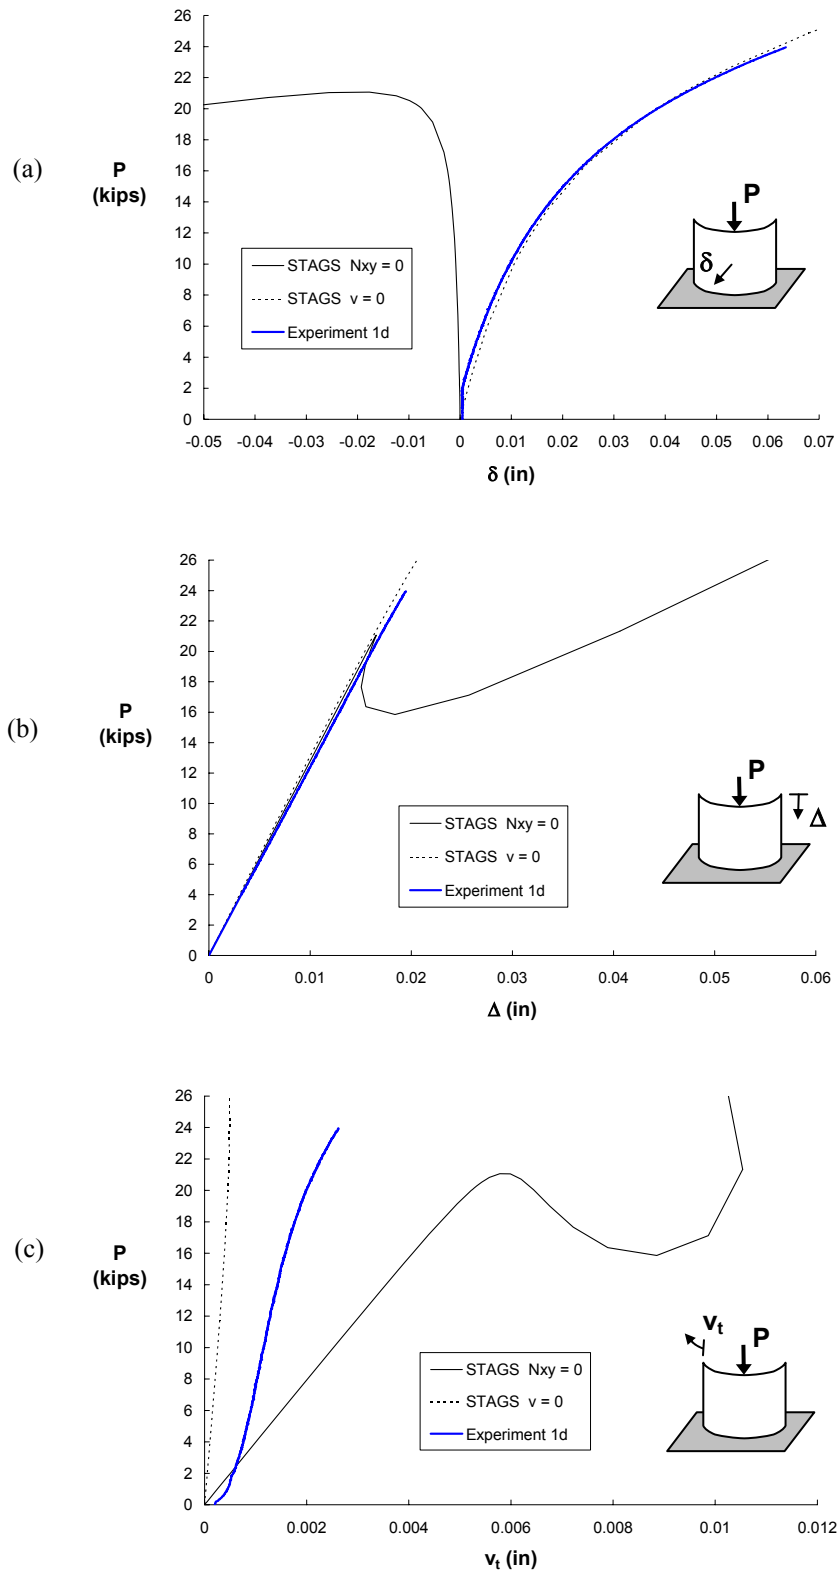 (a)
P
(kips)
26
24
22
20
18
16
14
12
10
8
6
4
2
0
-0.05 -0.04 -0.03 -0.02 -0.01 0 0.01 0.02 0.03 0.04 0.05 0.06 0.07
δ (in)
STAGS Nxy = 0
STAGS v = 0
Experiment 1d
P
δ
(b)
P
(kips)
26
24
22
20
18
16
14
12
10
8
6
4
2
0
0 0.01 0.02 0.03 0.04 0.05 0.06
Δ (in)
STAGS Nxy = 0
STAGS v = 0
Experiment 1d
P
Δ
(c)
P
(kips)
26
24
22
20
18
16
14
12
10
8
6
4
2
0
0 0.002 0.004 0.006 0.008 0.01 0.012
vₜ (in)
STAGS Nxy = 0
STAGS v = 0
Experiment 1d
vₜ
P